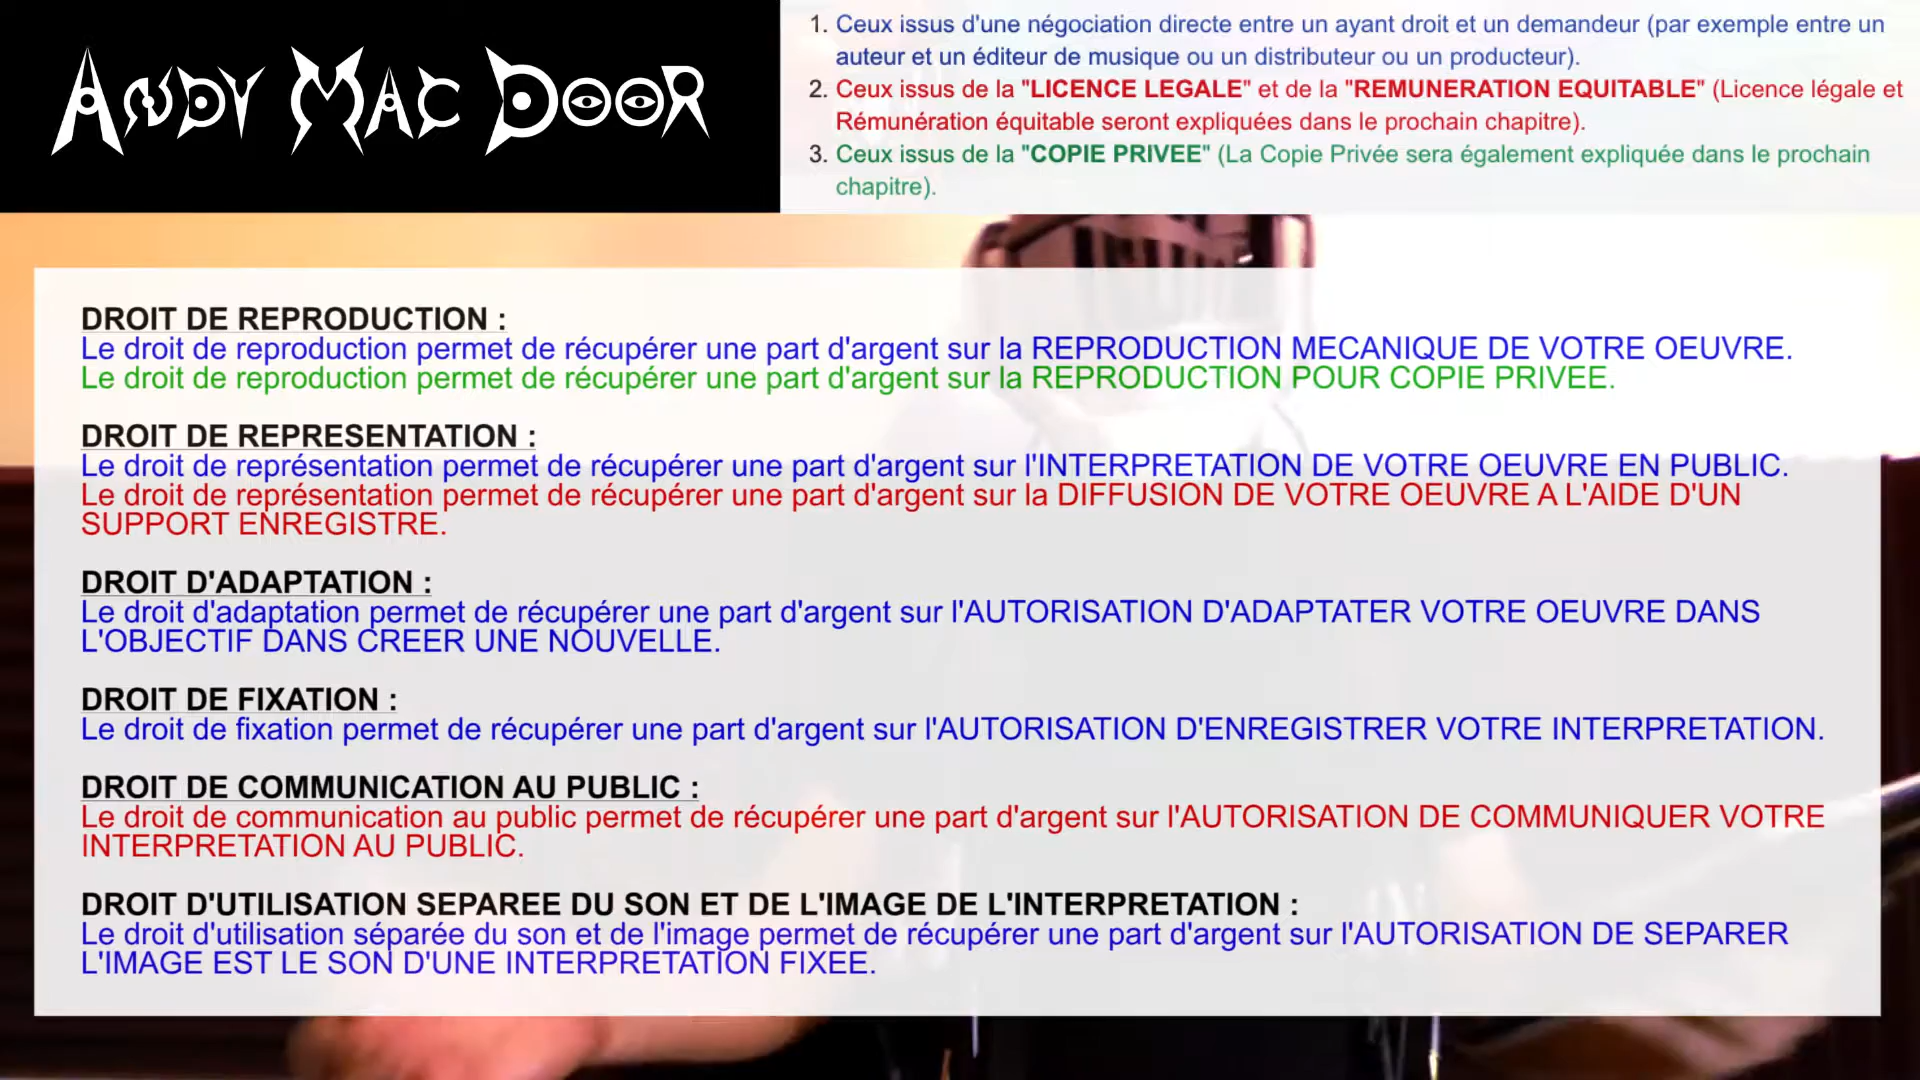 ANDY MAC DOOR
1. Ceux issus d'une négociation directe entre un ayant droit et un demandeur (par exemple entre un
auteur et un éditeur de musique ou un distributeur ou un producteur).
2. Ceux issus de la "LICENCE LEGALE" et de la "REMUNERATION EQUITABLE" (Licence légale et
Rémunération équitable seront expliquées dans le prochain chapitre).
3. Ceux issus de la "COPIE PRIVEE" (La Copie Privée sera également expliquée dans le prochain
chapitre).
DROIT DE REPRODUCTION :
Le droit de reproduction permet de récupérer une part d'argent sur la REPRODUCTION MECANIQUE DE VOTRE OEUVRE.
Le droit de reproduction permet de récupérer une part d'argent sur la REPRODUCTION POUR COPIE PRIVEE.
DROIT DE REPRESENTATION :
Le droit de représentation permet de récupérer une part d'argent sur l'INTERPRETATION DE VOTRE OEUVRE EN PUBLIC.
Le droit de représentation permet de récupérer une part d'argent sur la DIFFUSION DE VOTRE OEUVRE A L'AIDE D'UN
SUPPORT ENREGISTRE.
DROIT D'ADAPTATION :
Le droit d'adaptation permet de récupérer une part d'argent sur l'AUTORISATION D'ADAPTATER VOTRE OEUVRE DANS
L'OBJECTIF DANS CREER UNE NOUVELLE.
DROIT DE FIXATION :
Le droit de fixation permet de récupérer une part d'argent sur l'AUTORISATION D'ENREGISTRER VOTRE INTERPRETATION.
DROIT DE COMMUNICATION AU PUBLIC :
Le droit de communication au public permet de récupérer une part d'argent sur l'AUTORISATION DE COMMUNIQUER VOTRE
INTERPRETATION AU PUBLIC.
DROIT D'UTILISATION SEPAREE DU SON ET DE L'IMAGE DE L'INTERPRETATION :
Le droit d'utilisation séparée du son et de l'image permet de récupérer une part d'argent sur l'AUTORISATION DE SEPARER
L'IMAGE EST LE SON D'UNE INTERPRETATION FIXEE.